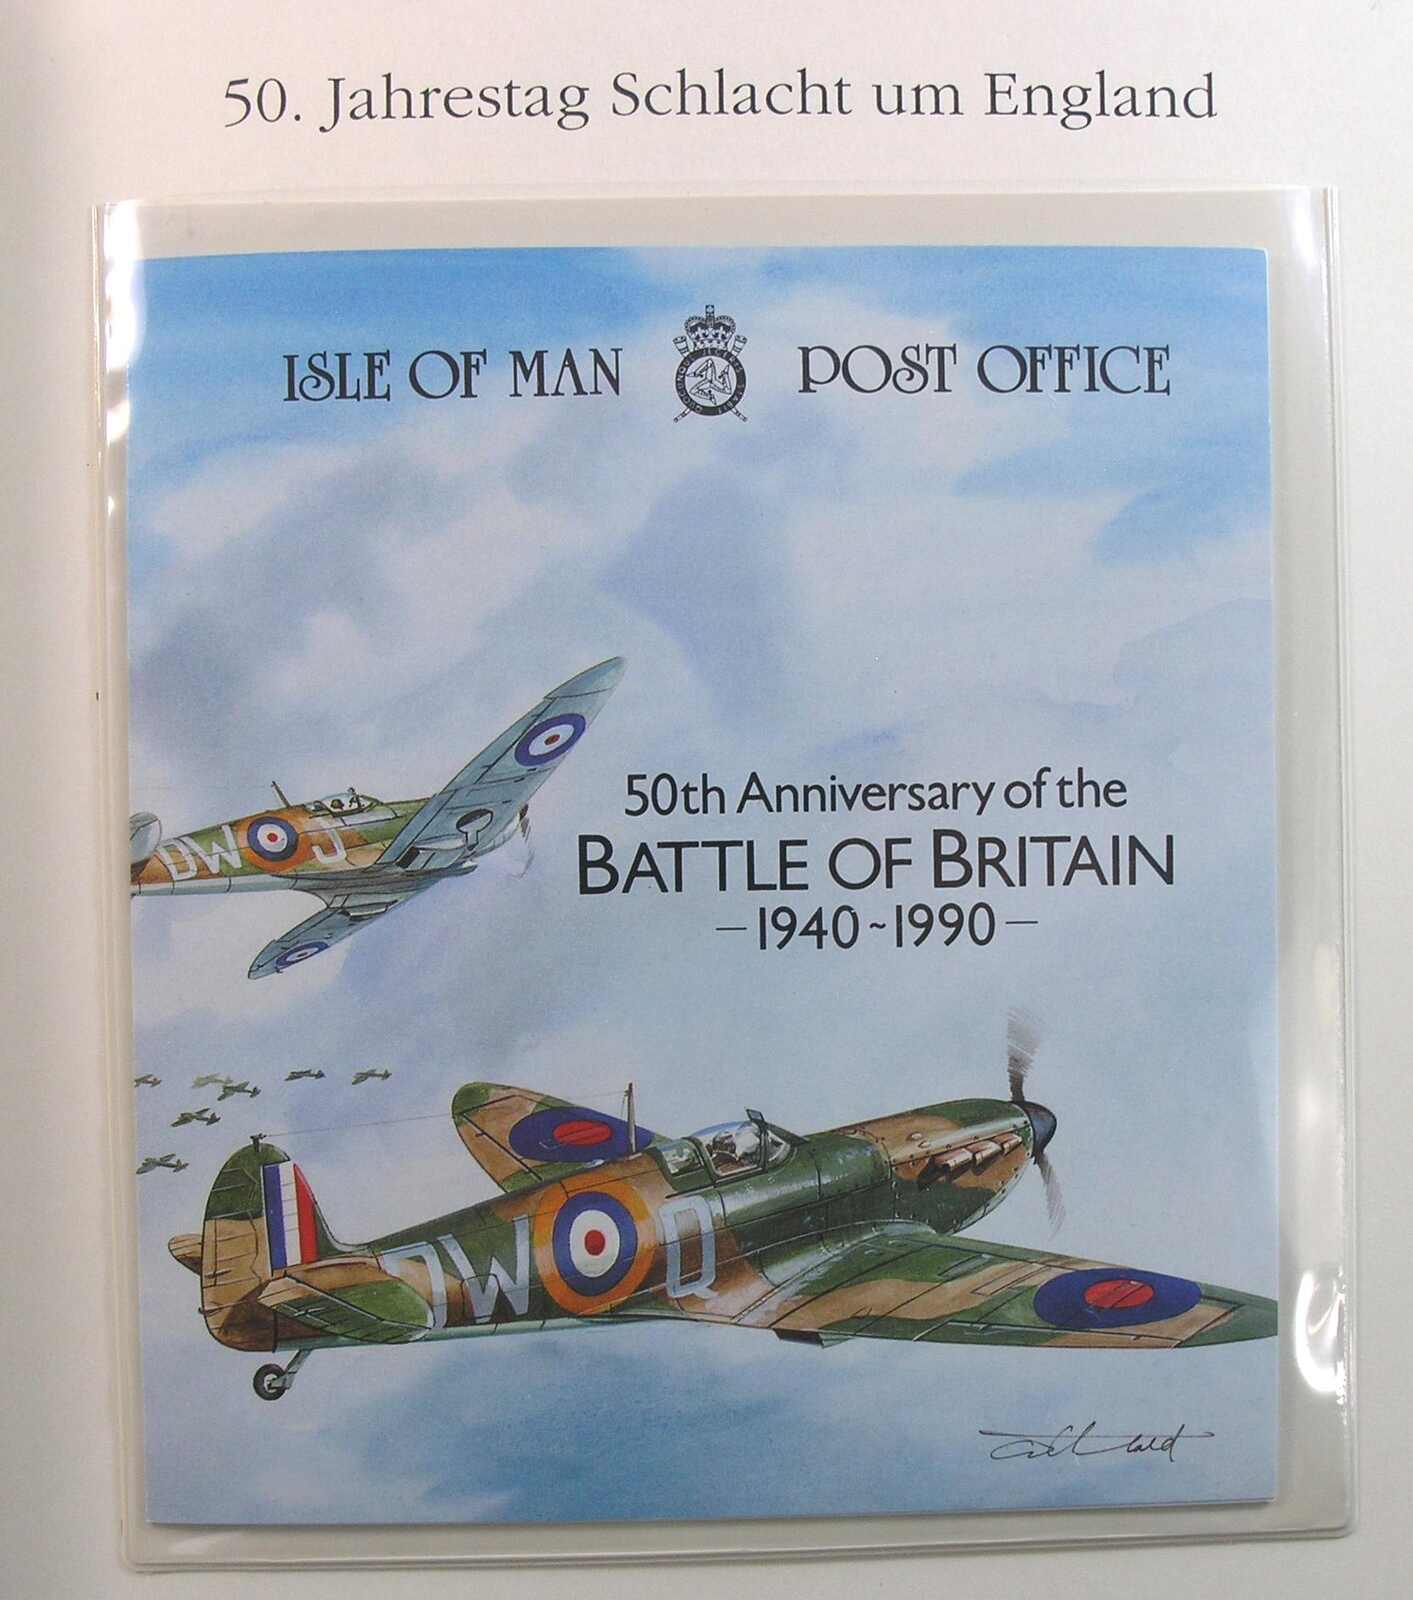 50. Jahrestag Schlacht um England
ISLE OF MAN POST OFFICE
50th Anniversary of the
BATTLE OF BRITAIN
—1940~1990—
DW J
DW Q